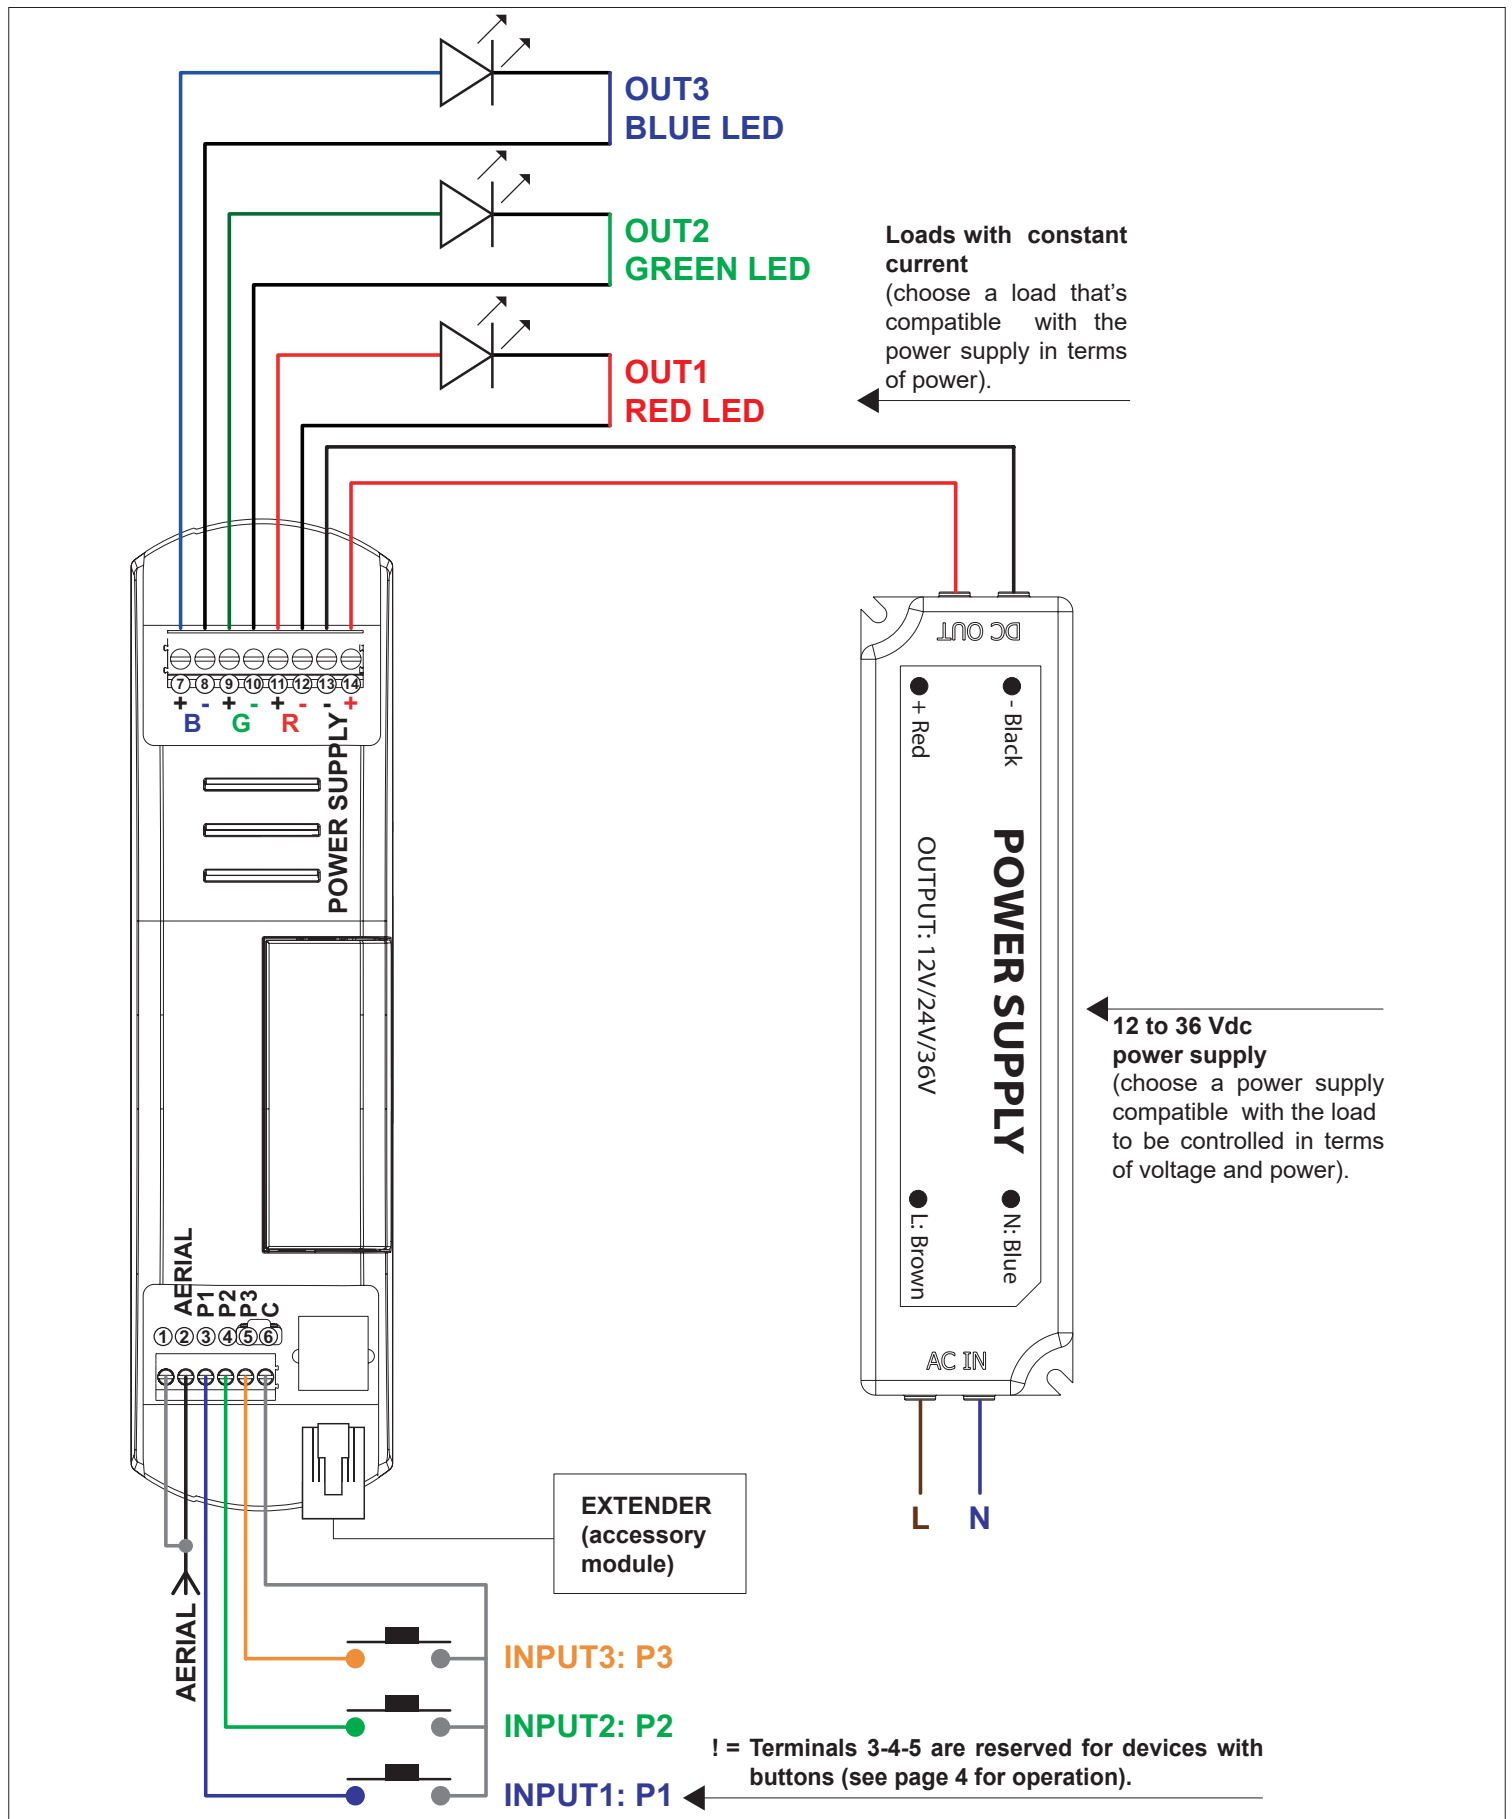 OUT3
BLUE LED
OUT2
GREEN LED
OUT1
RED LED
Loads with constant
current
(choose a load that's
compatible with the
power supply in terms
of power).
7 8 9 10 11 12 13 14
+ - + - + - - +
B G R
POWER SUPPLY
DC OUT
+ Red
- Black
OUTPUT: 12V/24V/36V
POWER SUPPLY
L: Brown
N: Blue
AC IN
L N
12 to 36 Vdc
power supply
(choose a power supply
compatible with the load
to be controlled in terms
of voltage and power).
AERIAL
P1
P2
P3
C
1 2 3 4 5 6
EXTENDER
(accessory
module)
AERIAL
INPUT3: P3
INPUT2: P2
INPUT1: P1
! = Terminals 3-4-5 are reserved for devices with
buttons (see page 4 for operation).